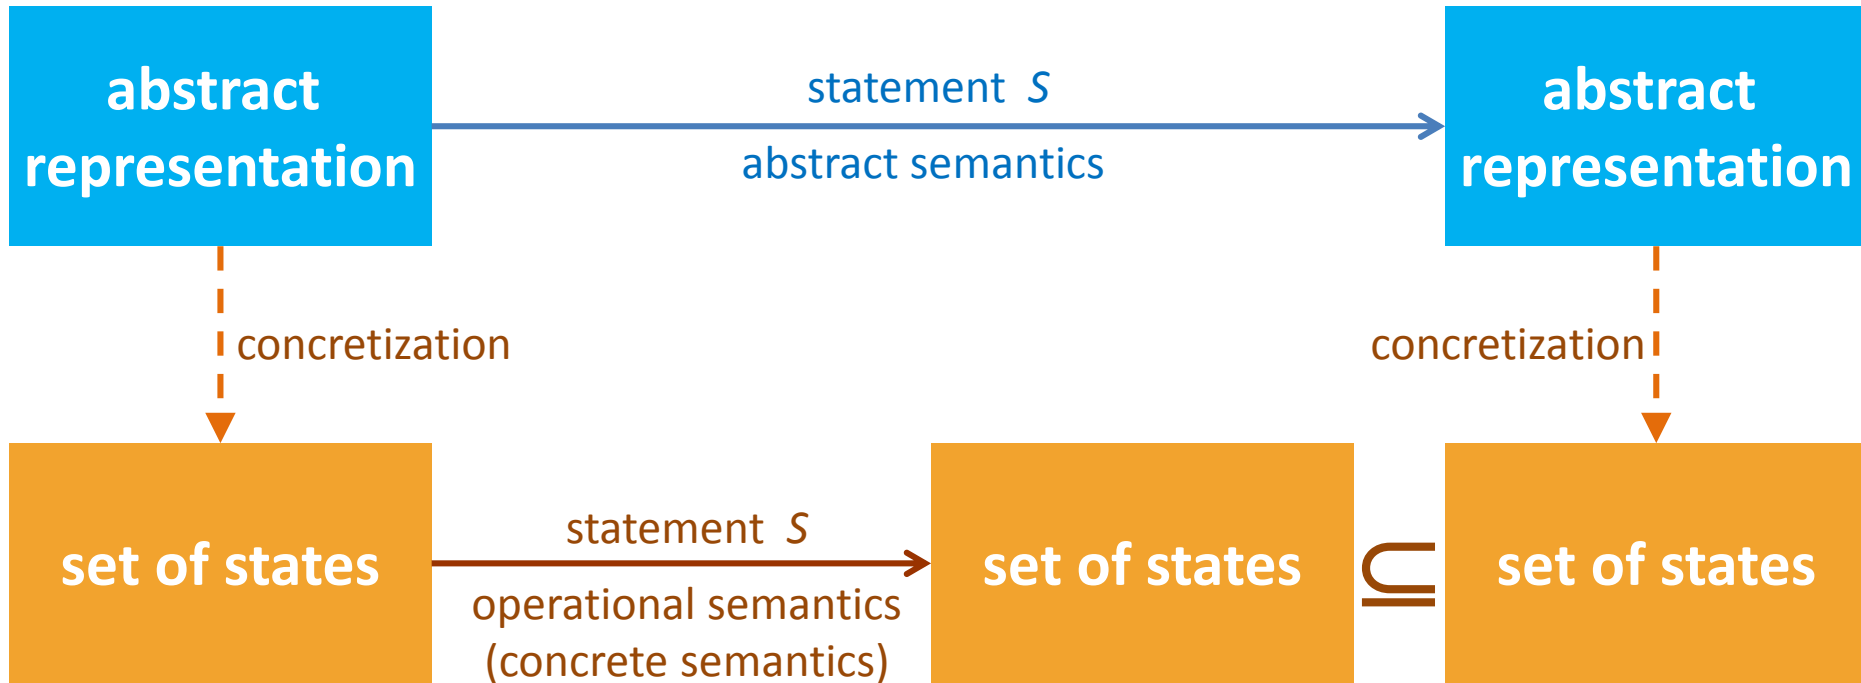 abstract
representation
statement S
abstract semantics
abstract
representation
concretization
concretization
set of states
statement S
operational semantics
(concrete semantics)
set of states
⊆
set of states